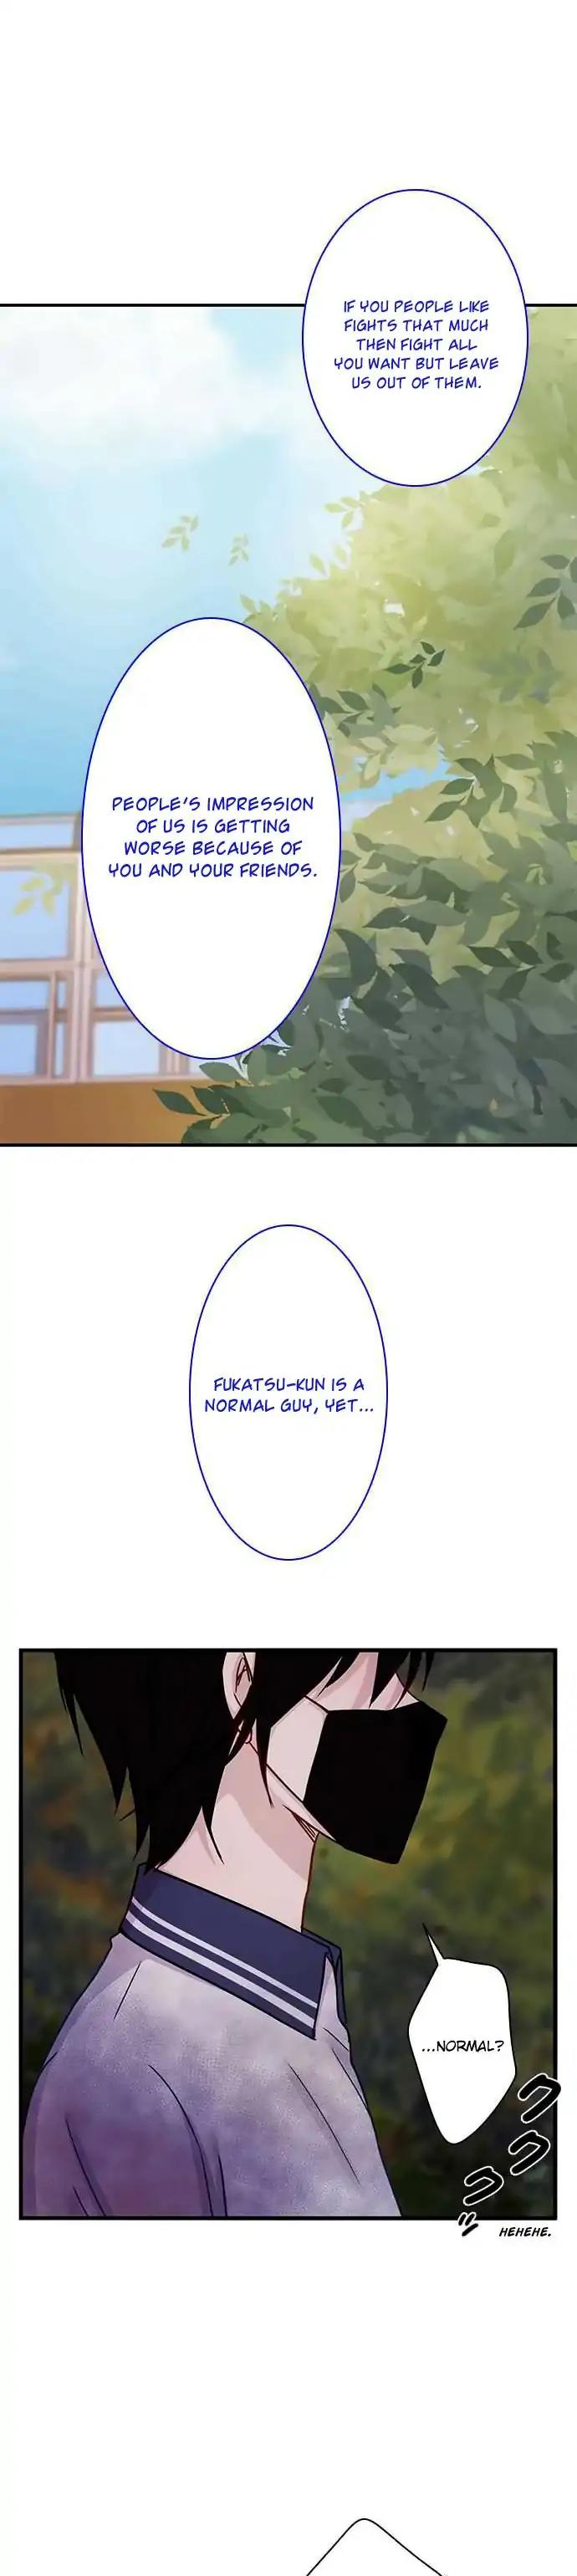 IF YOU PEOPLE LIKE
FIGHTS THAT MUCH
THEN FIGHT ALL
YOU WANT BUT LEAVE
US OUT OF THEM.
PEOPLE'S IMPRESSION
OF US IS GETTING
WORSE BECAUSE OF
YOU AND YOUR FRIENDS.
FUKATSU-KUN IS A
NORMAL GUY, YET...
...NORMAL?
クククッ
HEHEHE.